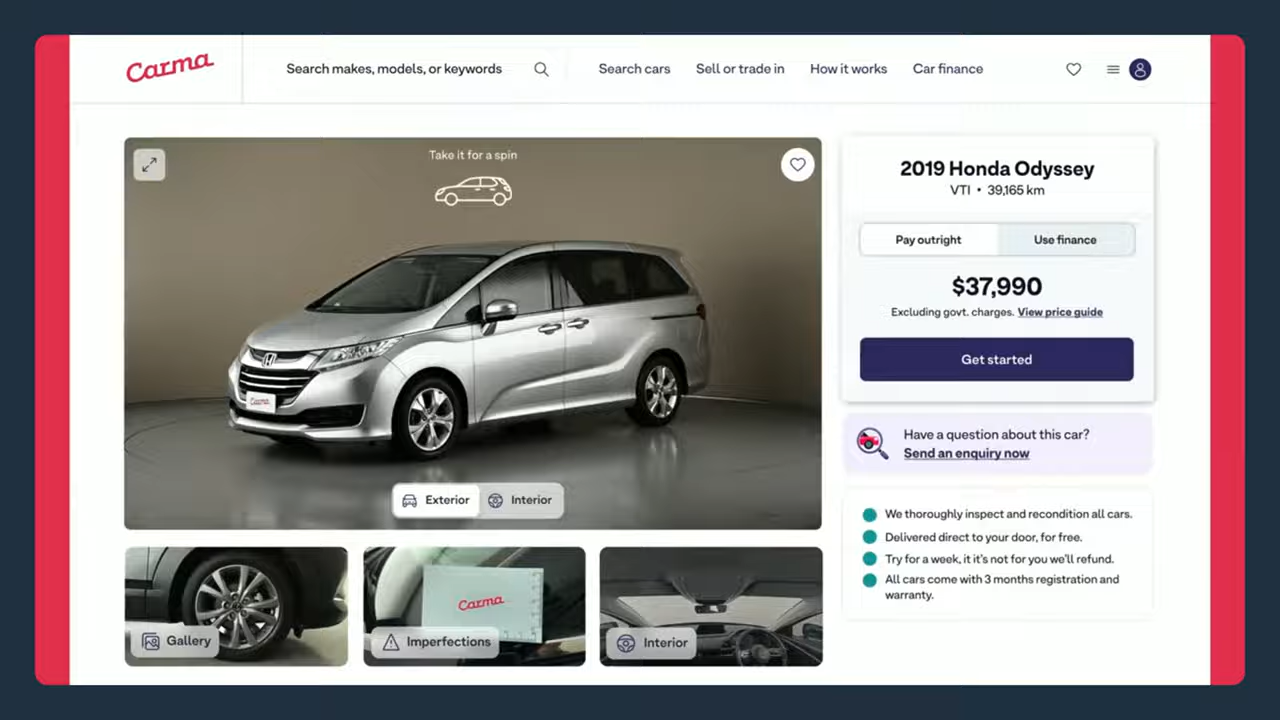 Carma
Search makes, models, or keywords
Search cars
Sell or trade in
How it works
Car finance
Take it for a spin
Carma
Exterior
Interior
Gallery
Carma
Imperfections
Interior
2019 Honda Odyssey
VTI • 39,165 km
Pay outright
Use finance
$37,990
Excluding govt. charges. View price guide
Get started
Have a question about this car?
Send an enquiry now
We thoroughly inspect and recondition all cars.
Delivered direct to your door, for free.
Try for a week, it it's not for you we'll refund.
All cars come with 3 months registration and
warranty.